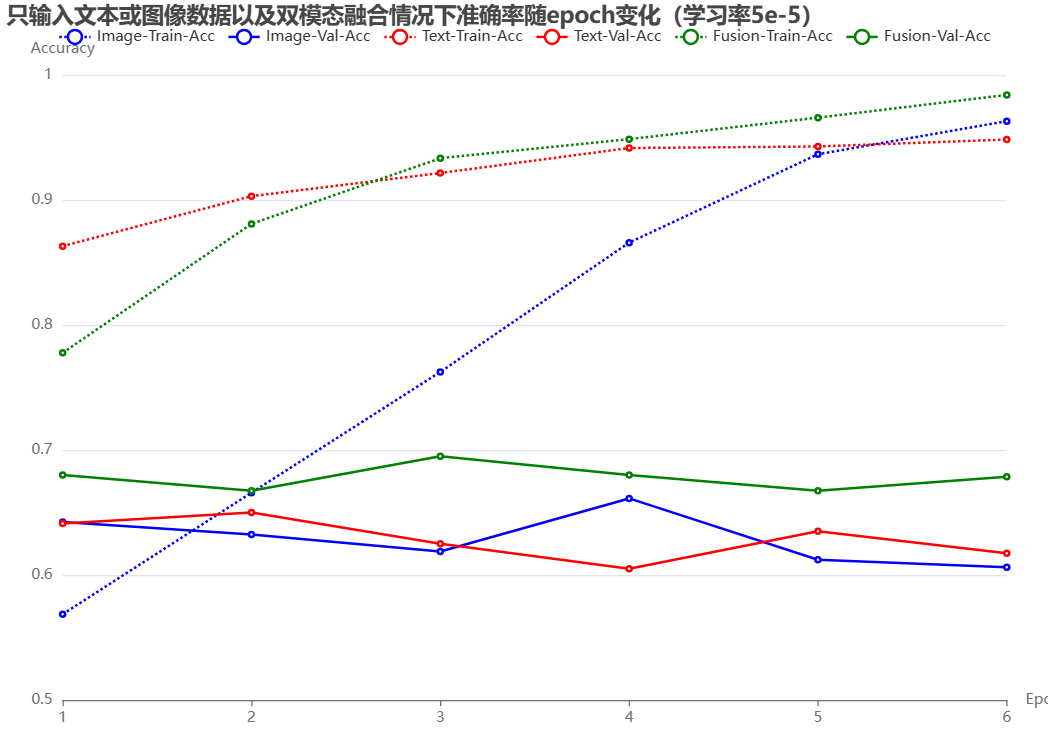 只输入文本或图像数据以及双模态融合情况下准确率随epoch变化（学习率5e-5）
Image-Train-Acc Image-Val-Acc Text-Train-Acc Text-Val-Acc Fusion-Train-Acc Fusion-Val-Acc
Accuracy
1
0.9
0.8
0.7
0.6
0.5
1 2 3 4 5 6
Epo